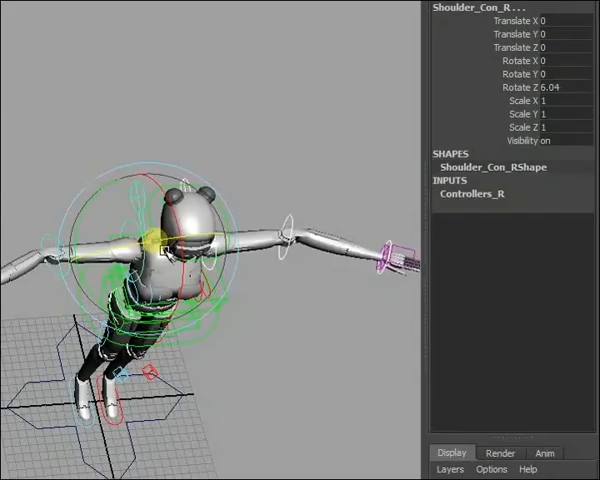 Shoulder_Con_R...
Translate X 0
Translate Y 0
Translate Z 0
Rotate X 0
Rotate Y 0
Rotate Z 6.04
Scale X 1
Scale Y 1
Scale Z 1
Visibility on
SHAPES
Shoulder_Con_RShape
INPUTS
Controllers_R
Display Render Anim
Layers Options Help